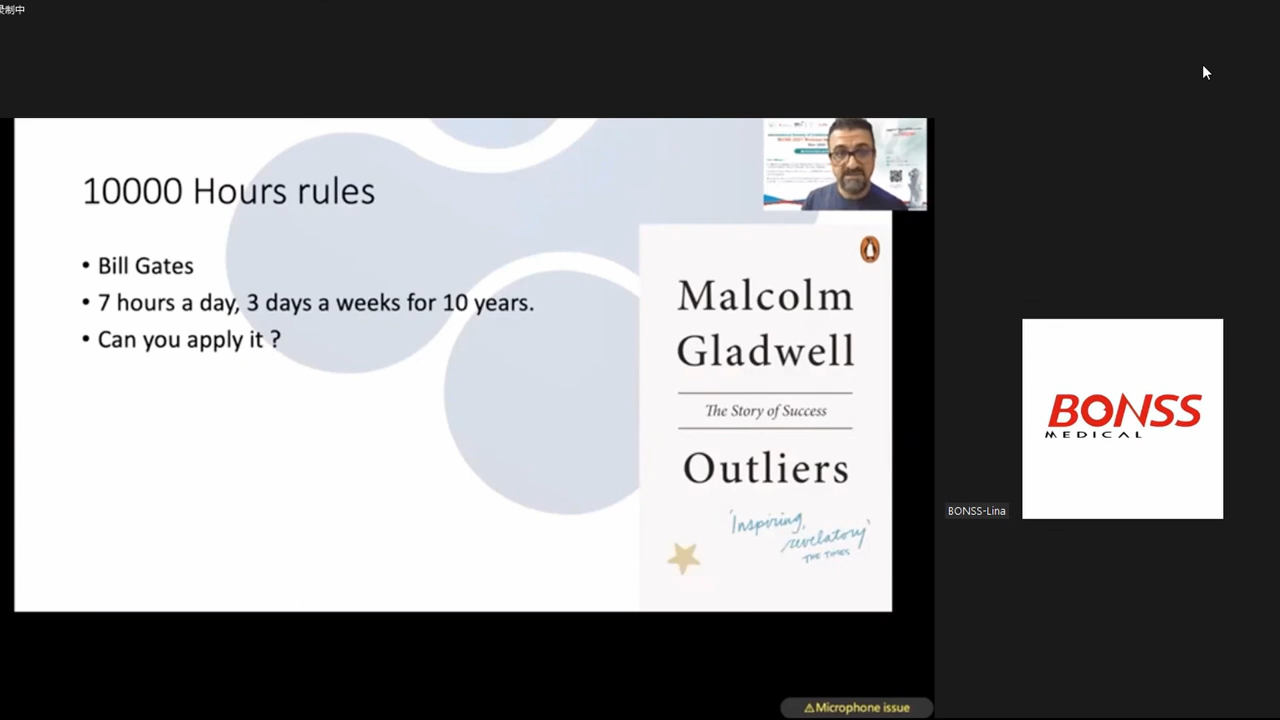 录制中
10000 Hours rules
• Bill Gates
• 7 hours a day, 3 days a weeks for 10 years.
• Can you apply it ?
Malcolm
Gladwell
The Story of Success
Outliers
'Inspiring,
revelatory'
THE TIMES
BONSS
MEDICAL
BONSS-Lina
⚠Microphone issue